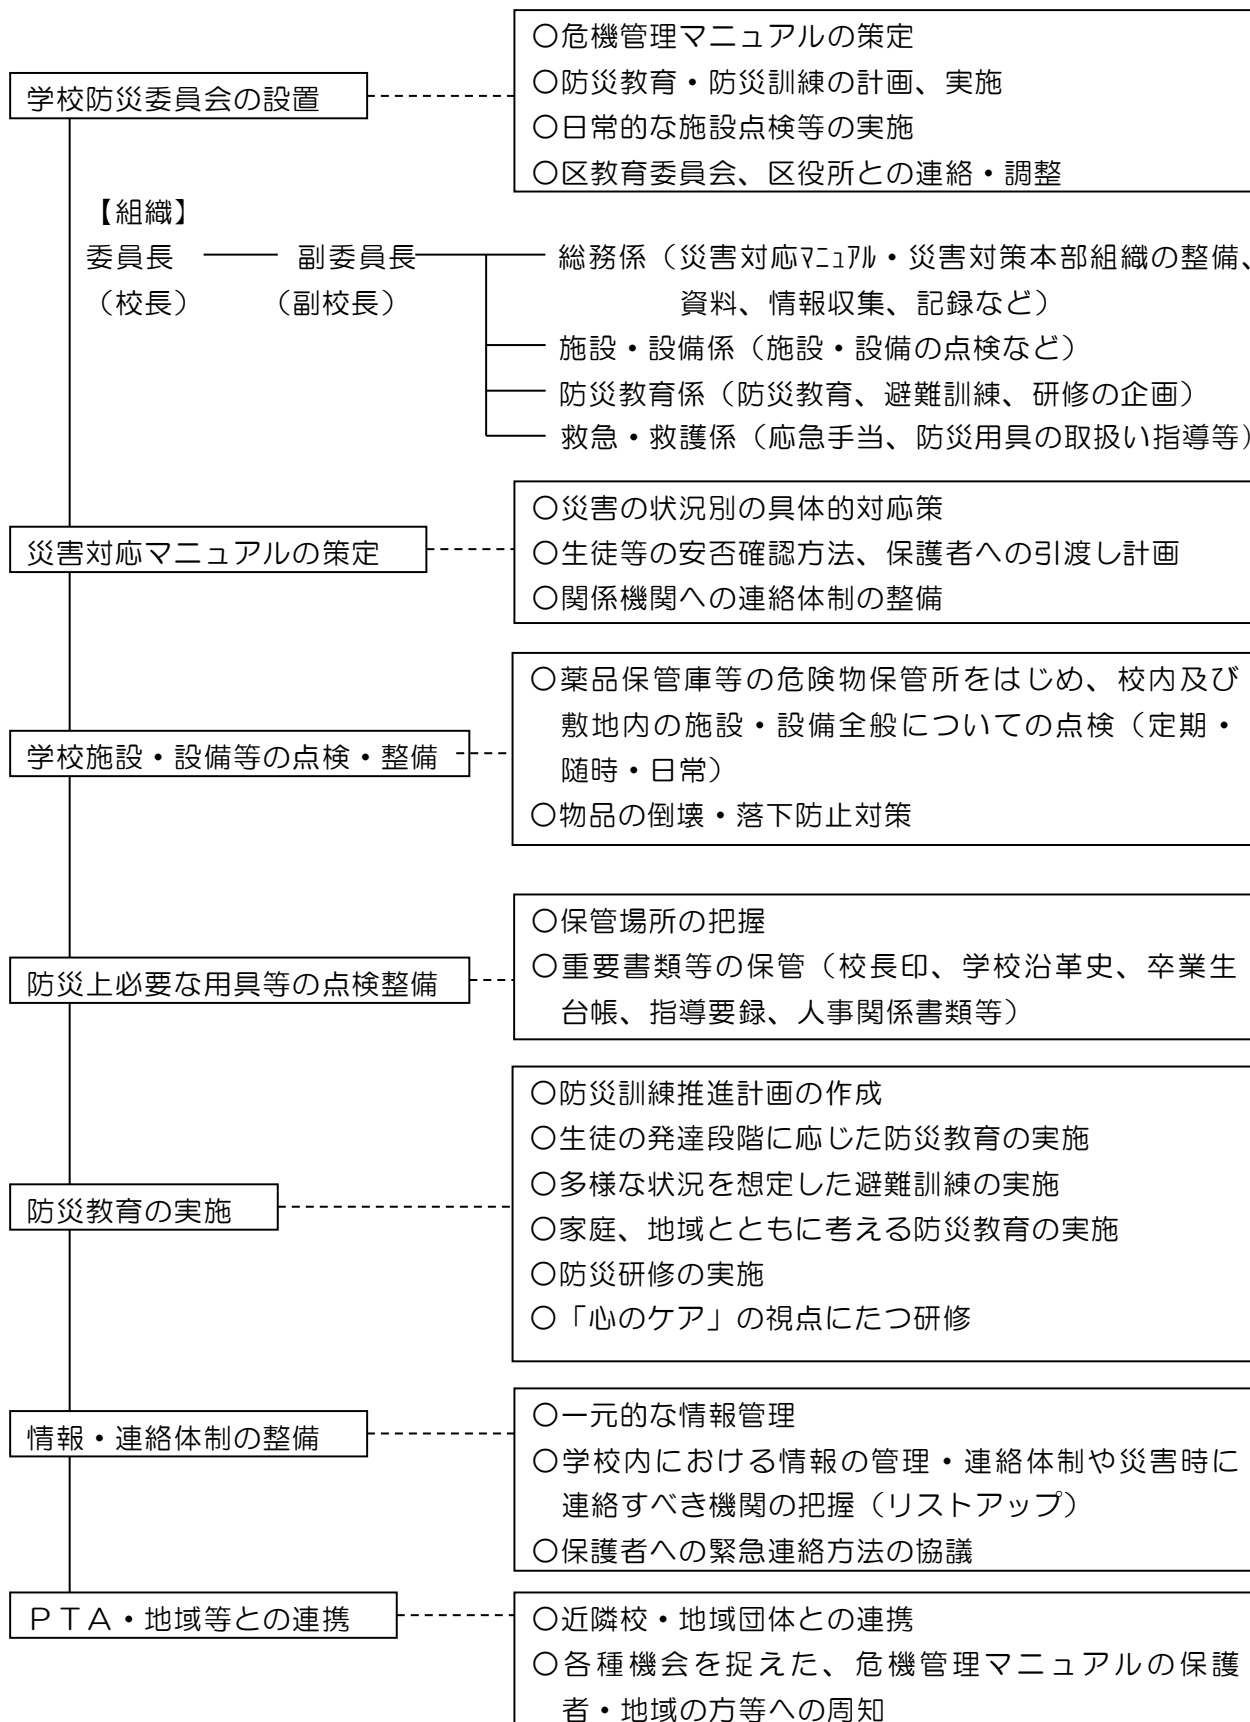 〇危機管理マニュアルの策定
〇防災教育・防災訓練の計画、実施
学校防災委員会の設置
〇日常的な施設点検等の実施
〇区教育委員会、区役所との連絡・調整
【組織】
委員長 副委員長 総務係（災害対応ﾏﾆｭｱﾙ・災害対策本部組織の整備、
（校長） （副校長） 資料、情報収集、記録など）
施設・設備係（施設・設備の点検など）
防災教育係（防災教育、避難訓練、研修の企画）
救急・救護係（応急手当、防災用具の取扱い指導等）
〇災害の状況別の具体的対応策
災害対応マニュアルの策定
〇生徒等の安否確認方法、保護者への引渡し計画
〇関係機関への連絡体制の整備
〇薬品保管庫等の危険物保管所をはじめ、校内及び
敷地内の施設・設備全般についての点検（定期・
学校施設・設備等の点検・整備
随時・日常）
〇物品の倒壊・落下防止対策
〇保管場所の把握
防災上必要な用具等の点検整備
〇重要書類等の保管（校長印、学校沿革史、卒業生
台帳、指導要録、人事関係書類等）
〇防災訓練推進計画の作成
〇生徒の発達段階に応じた防災教育の実施
〇多様な状況を想定した避難訓練の実施
防災教育の実施
〇家庭、地域とともに考える防災教育の実施
〇防災研修の実施
〇「心のケア」の視点にたつ研修
〇一元的な情報管理
情報・連絡体制の整備
〇学校内における情報の管理・連絡体制や災害時に
連絡すべき機関の把握（リストアップ）
〇保護者への緊急連絡方法の協議
ＰＴＡ・地域等との連携
〇近隣校・地域団体との連携
〇各種機会を捉えた、危機管理マニュアルの保護
者・地域の方等への周知